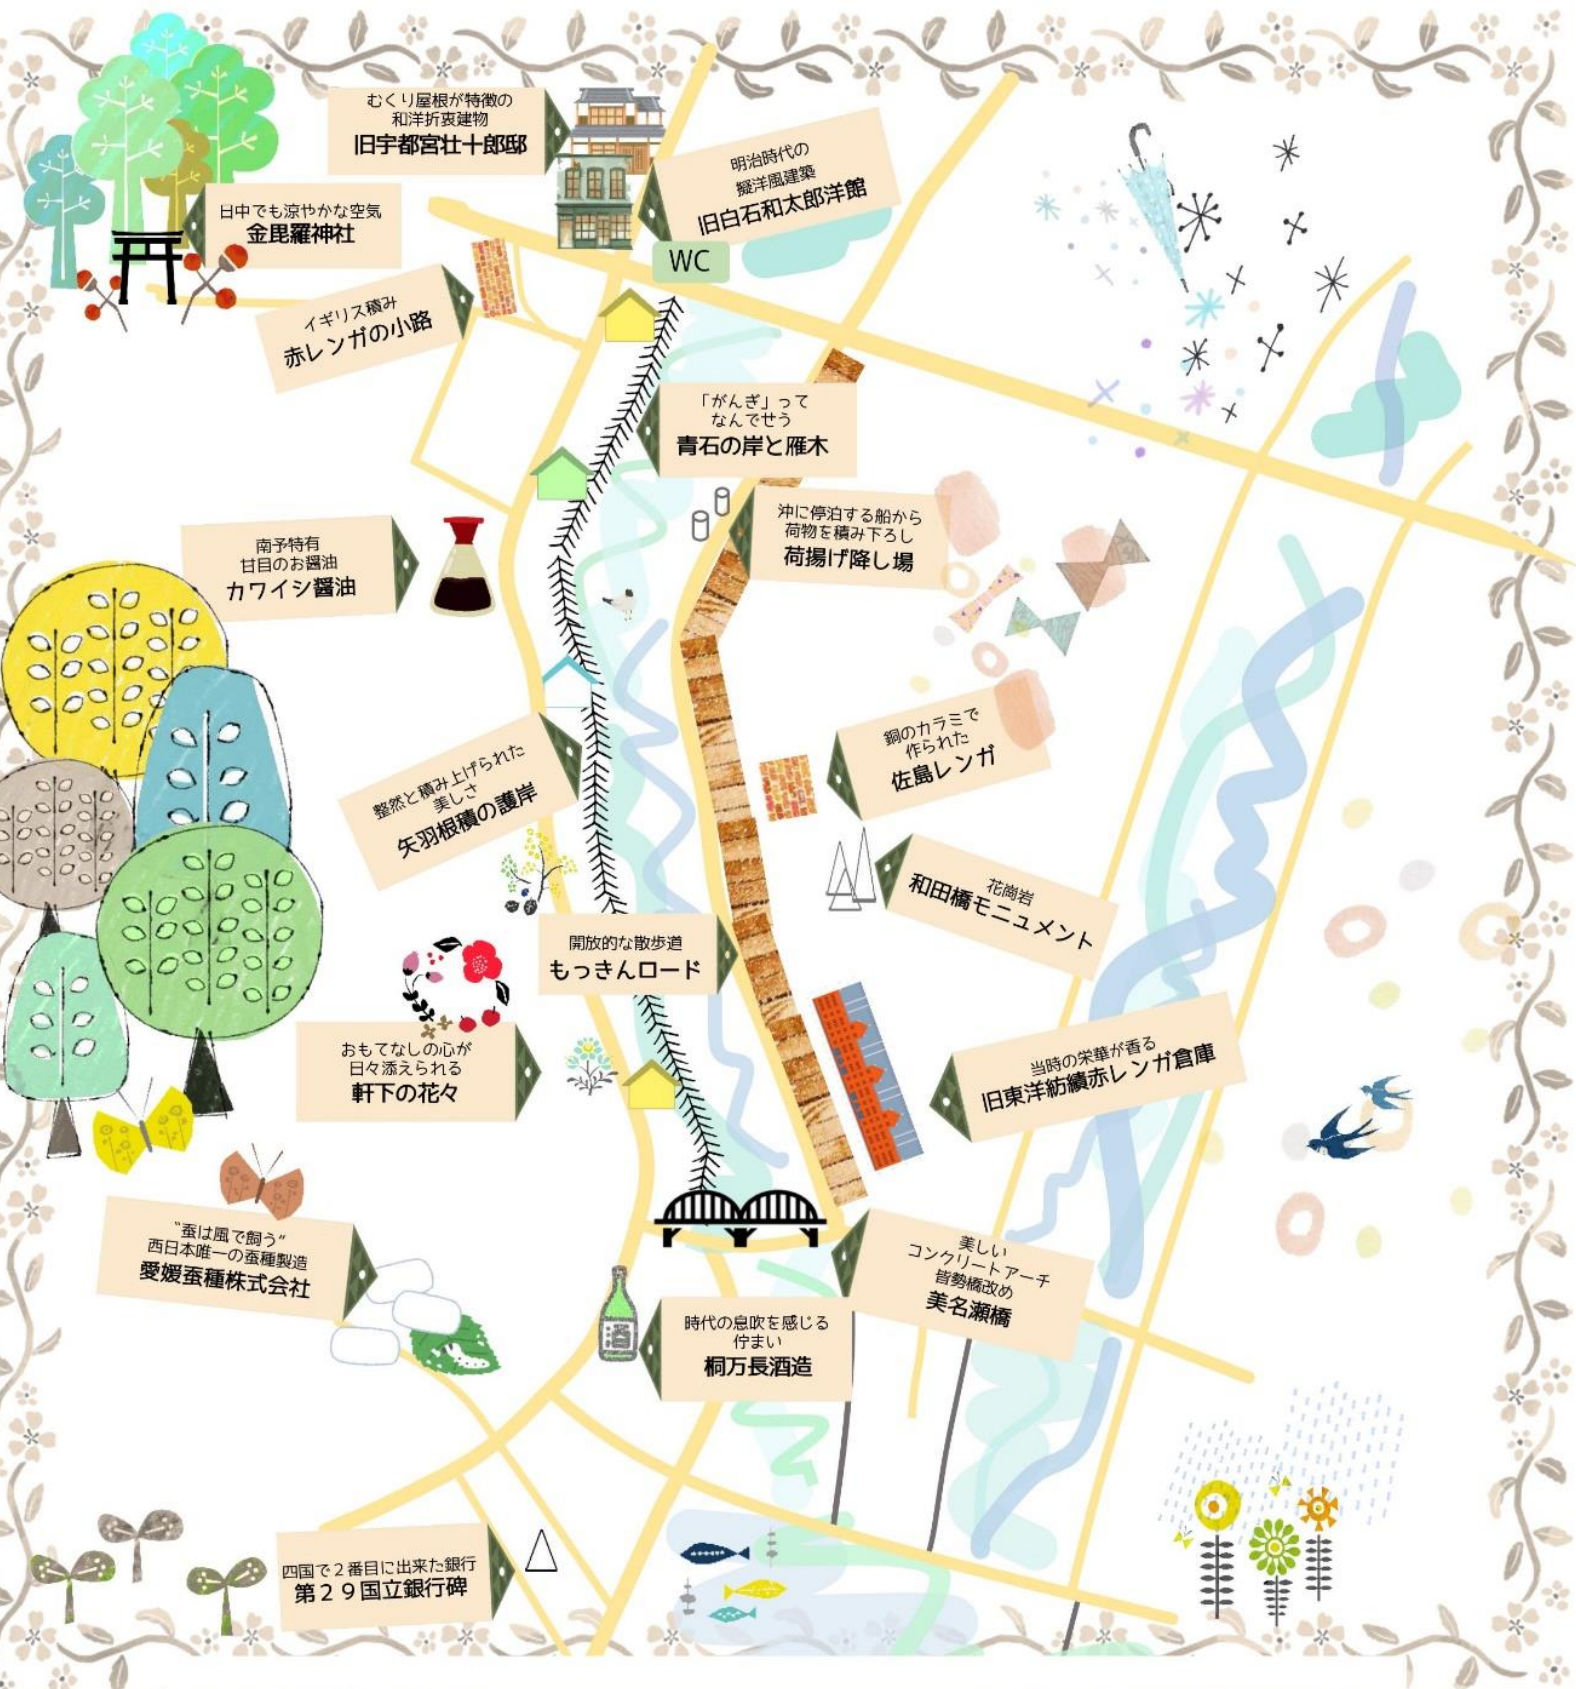 むくり屋根が特徴の
和洋折衷建物
旧宇都宮壮十郎邸
明治時代の
擬洋風建築
旧白石和太郎洋館
日中でも涼やかな空気
金毘羅神社
WC
イギリス積み
赤レンガの小路
「がんぎ」って
なんでせう
青石の岸と雁木
沖に停泊する船から
荷物を積み下ろし
荷揚げ降し場
南予特有
甘目のお醤油
カワイシ醤油
銅のカラミで
作られた
佐島レンガ
整然と積み上げられた
美しさ
矢羽根積の護岸
花崗岩
和田橋モニュメント
開放的な散歩道
もっきんロード
おもてなしの心が
日々添えられる
軒下の花々
当時の栄華が香る
旧東洋紡績赤レンガ倉庫
“蚕は風で飼う”
西日本唯一の蚕種製造
愛媛蚕種株式会社
美しい
コンクリートアーチ
皆勢橋改め
美名瀬橋
時代の息吹を感じる
佇まい
桐万長酒造
四国で２番目に出来た銀行
第２９国立銀行碑